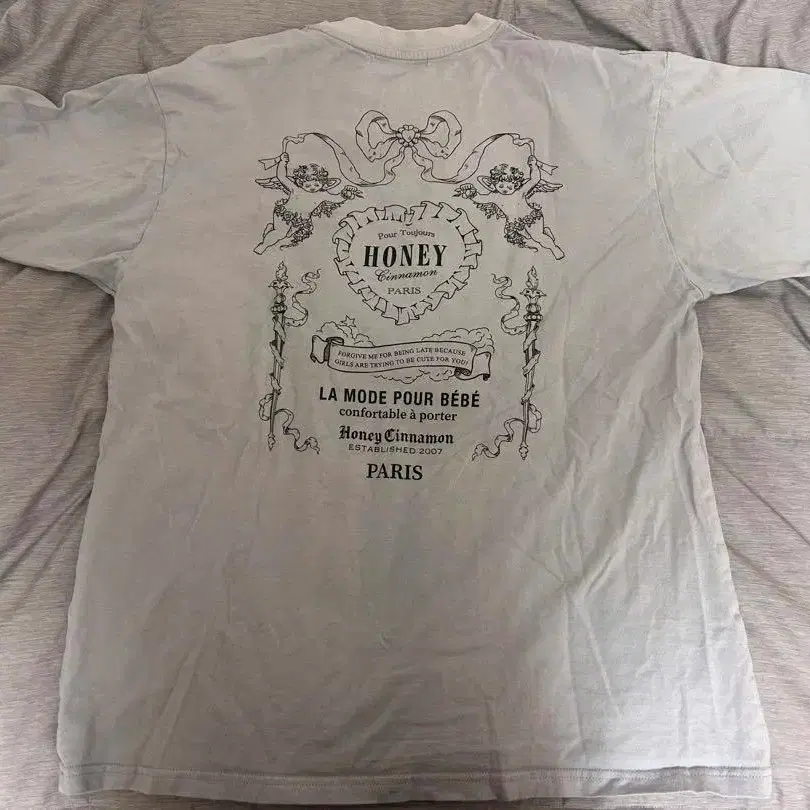 Pour Toujours
HONEY
Cinnamon
PARIS
FORGIVE ME FOR BEING LATE BECAUSE
GIRLS ARE TRYING TO BE CUTE FOR YOU!
LA MODE POUR BÉBÉ
confortable à porter
Honey Cinnamon
ESTABLISHED 2007
PARIS